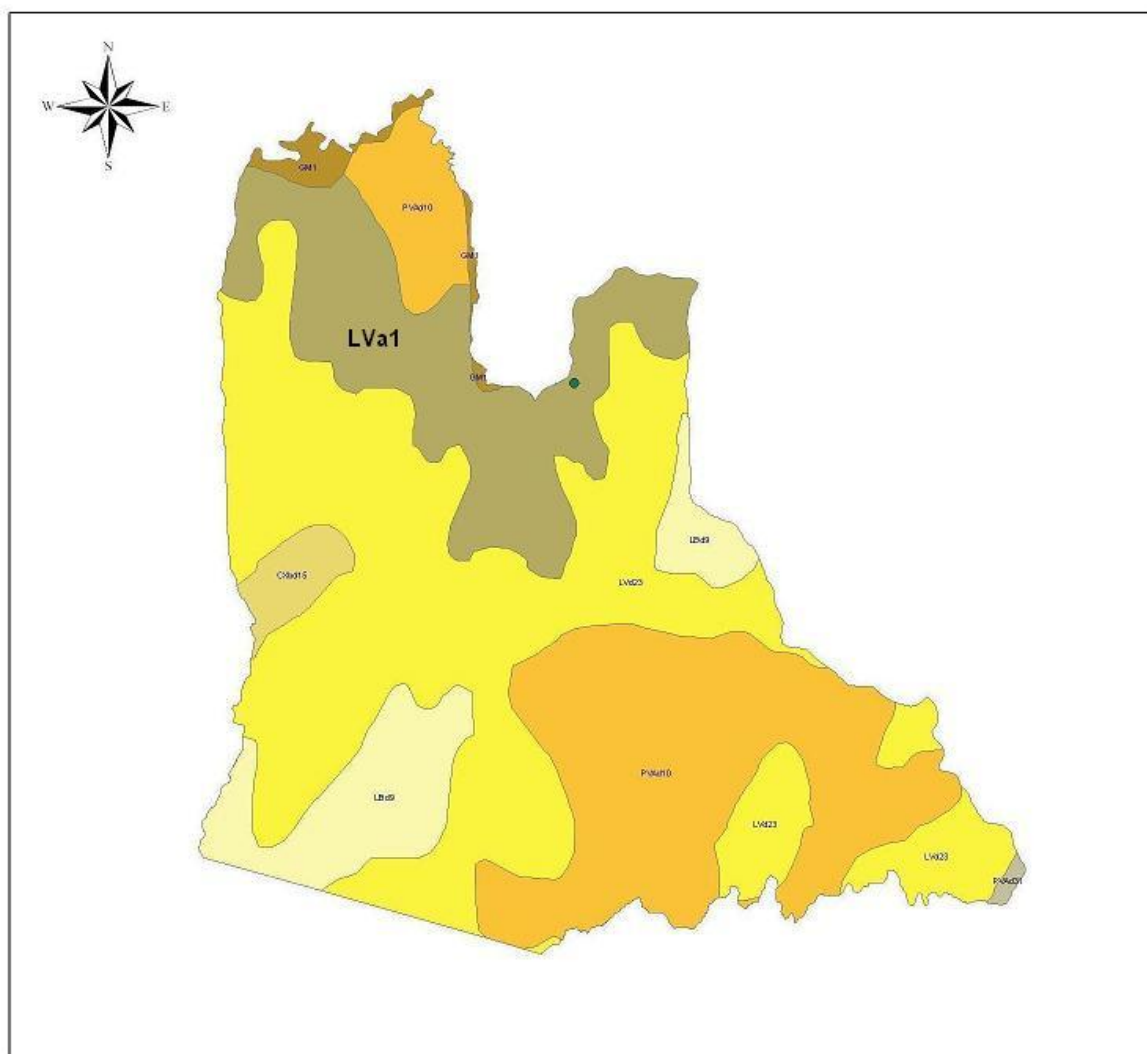 N
W E
S
GM1
PVAd10
GM1
LVa1
GM1
LBd9
CXbd15
LVd23
PVAd10
LBd9
LVd23
LVd23
PVAd31